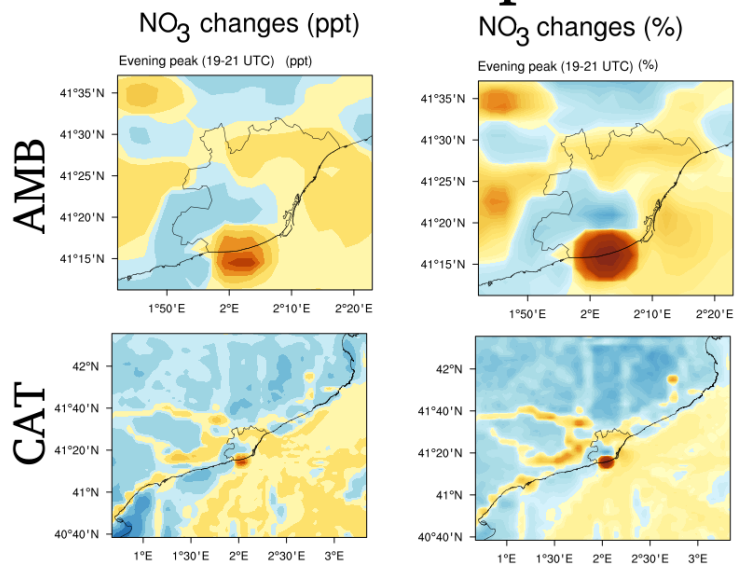 NO3 changes (ppt)
NO3 changes (%)
AMB
Evening peak (19-21 UTC) (ppt)
41°35'N
41°30'N
41°25'N
41°20'N
41°15'N
1°50'E 2°E 2°10'E 2°20'E
Evening peak (19-21 UTC) (%)
41°35'N
41°30'N
41°25'N
41°20'N
41°15'N
1°50'E 2°E 2°10'E 2°20'E
CAT
42°N
41°40'N
41°20'N
41°N
40°40'N
1°E 1°30'E 2°E 2°30'E 3°E
42°N
41°40'N
41°20'N
41°N
40°40'N
1°E 1°30'E 2°E 2°30'E 3°E